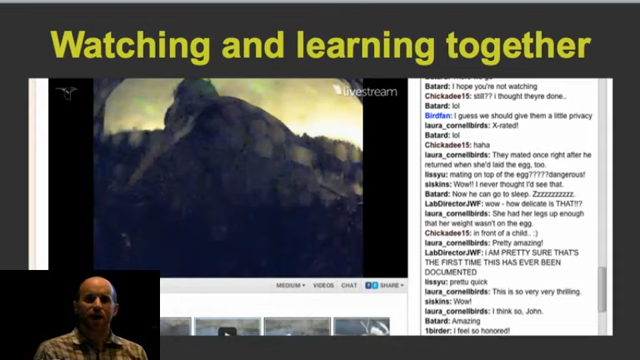 Watching and learning together
livestream
Batard: I hope you're not watching
Chickadee15: still?? i thought theyre done..
Batard: lol
Birdfan: I guess we should give them a little privacy
laura_cornellbirds: X-rated!
Batard: lol
Chickadee15: haha
laura_cornellbirds: They mated once right after he
returned when she'd laid the egg, too.
lissyu: mating on top of the egg?????dangerous!
siskins: Wow!! I never thought I'd see that.
Batard: Now he can go to sleep. Zzzzzzzzzzz.
LabDirectorJWF: wow - how delicate is THAT!!?
laura_cornellbirds: She had her legs up enough
that her weight wasn't on the egg.
Chickadee15: in front of a child.. :)
laura_cornellbirds: Pretty amazing!
LabDirectorJWF: iAM PRETTY SURE THAT'S
THE FIRST TIME THIS HAS EVER BEEN
DOCUMENTED
lissyu: prettu quick
laura_cornellbirds: This is so very very thrilling.
siskins: Wow!
laura_cornellbirds: I think so, John.
Batard: Amazing
1birder: I feel so honored!
MEDIUM VIDEOS CHAT SHARE